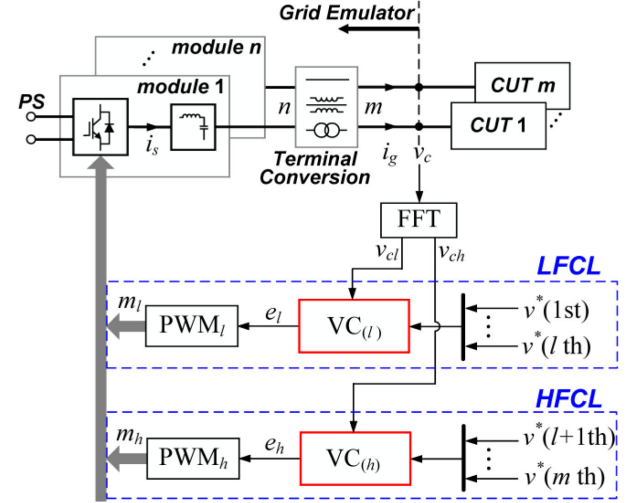 Grid Emulator
module n
module 1
PS
i_s
n
m
Terminal
Conversion
i_g
v_c
CUT m
CUT 1
FFT
v_cl
v_ch
LFCL
m_l
PWM_l
e_l
VC_(l)
v*(1st)
v*(l th)
HFCL
m_h
PWM_h
e_h
VC_(h)
v*(l+1th)
v*(m th)